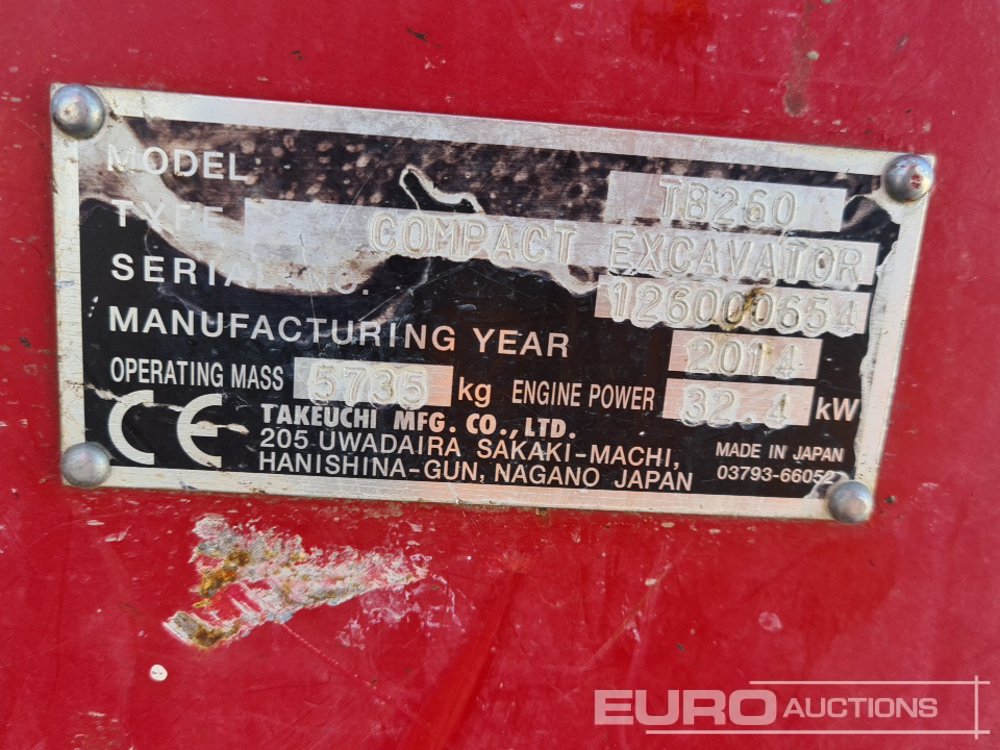 MODEL TB260
TYPE COMPACT EXCAVATOR
SERIAL NO. 126000654
MANUFACTURING YEAR 2014
OPERATING MASS 5735 kg ENGINE POWER 32.4 kW
CE TAKEUCHI MFG. CO., LTD.
205 UWADAIRA SAKAKI-MACHI,
HANISHINA-GUN, NAGANO JAPAN
MADE IN JAPAN
03793-66052
EURO AUCTIONS